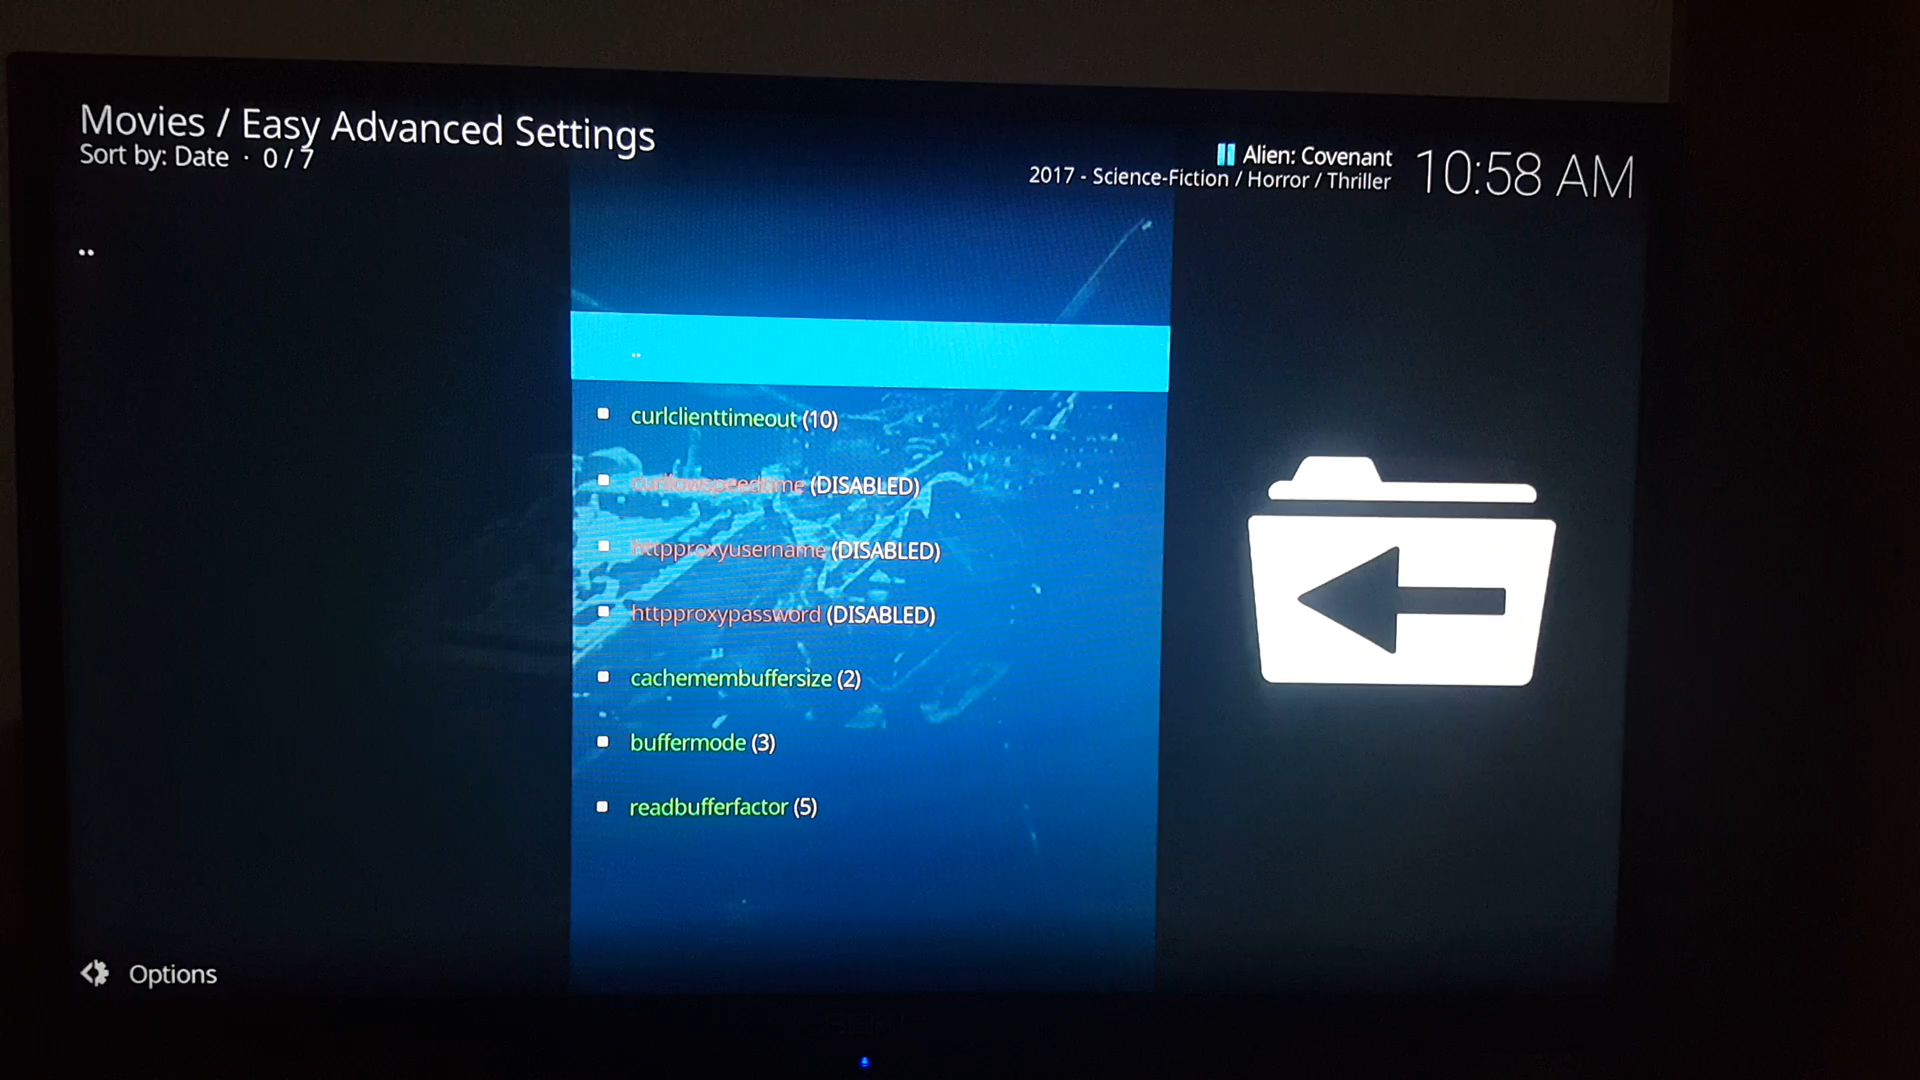 Movies / Easy Advanced Settings
Sort by: Date · 0 / 7
Alien: Covenant
2017 - Science-Fiction / Horror / Thriller
10:58 AM
..
..
curlclienttimeout (10)
curllowspeedtime (DISABLED)
httpproxyusername (DISABLED)
httpproxypassword (DISABLED)
cachemembuffersize (2)
buffermode (3)
readbufferfactor (5)
Options